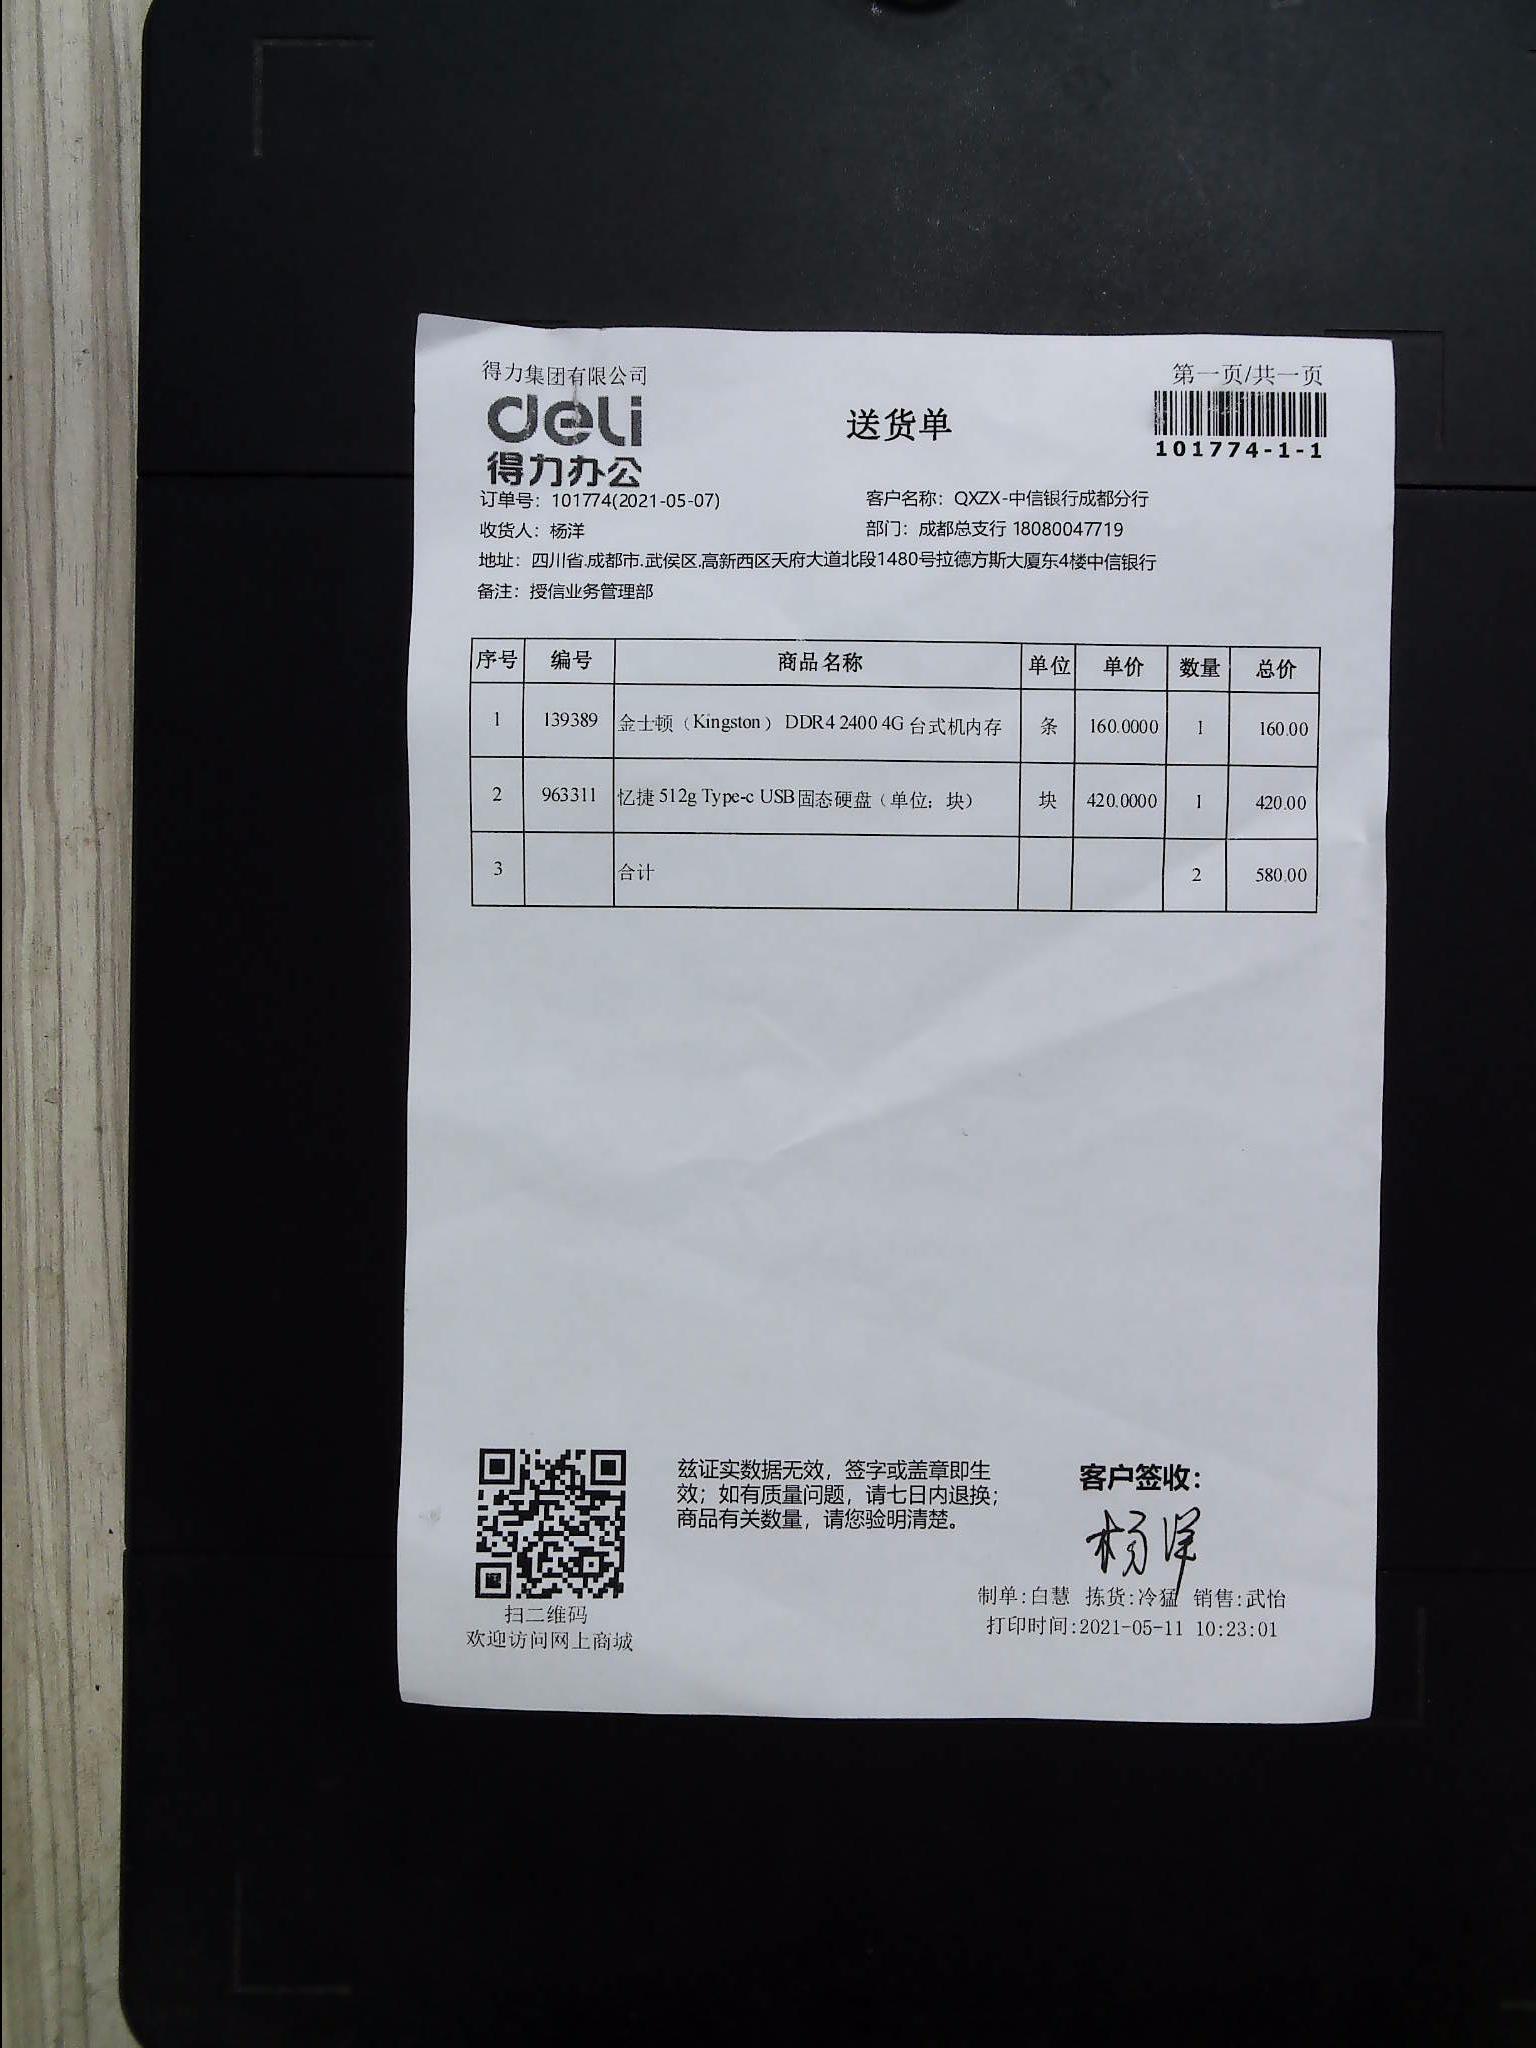 得力集团有限公司
第一页/共一页
deli
得力办公
送货单
101774-1-1
订单号：101774(2021-05-07)
客户名称：QXZX-中信银行成都分行
收货人：杨洋
部门：成都总支行 18080047719
地址：四川省.成都市.武侯区.高新西区天府大道北段1480号拉德方斯大厦东4楼中信银行
备注：授信业务管理部
序号 编号 商品名称 单位 单价 数量 总价
1 139389 金士顿（Kingston） DDR4 2400 4G 台式机内存 条 160.0000 1 160.00
2 963311 忆捷 512g Type-c USB固态硬盘（单位：块） 块 420.0000 1 420.00
3 合计 2 580.00
兹证实数据无效，签字或盖章即生
效；如有质量问题，请七日内退换；
商品有关数量，请您验明清楚。
客户签收：
杨洋
制单:白慧 拣货:冷猛 销售:武怡
打印时间:2021-05-11 10:23:01
扫二维码
欢迎访问网上商城